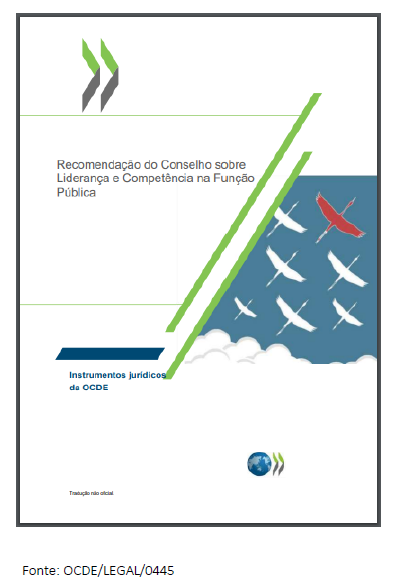 Recomendação do Conselho sobre
Liderança e Competência na Função
Pública
Instrumentos jurídicos
da OCDE
Tradução não oficial.
Fonte: OCDE/LEGAL/0445